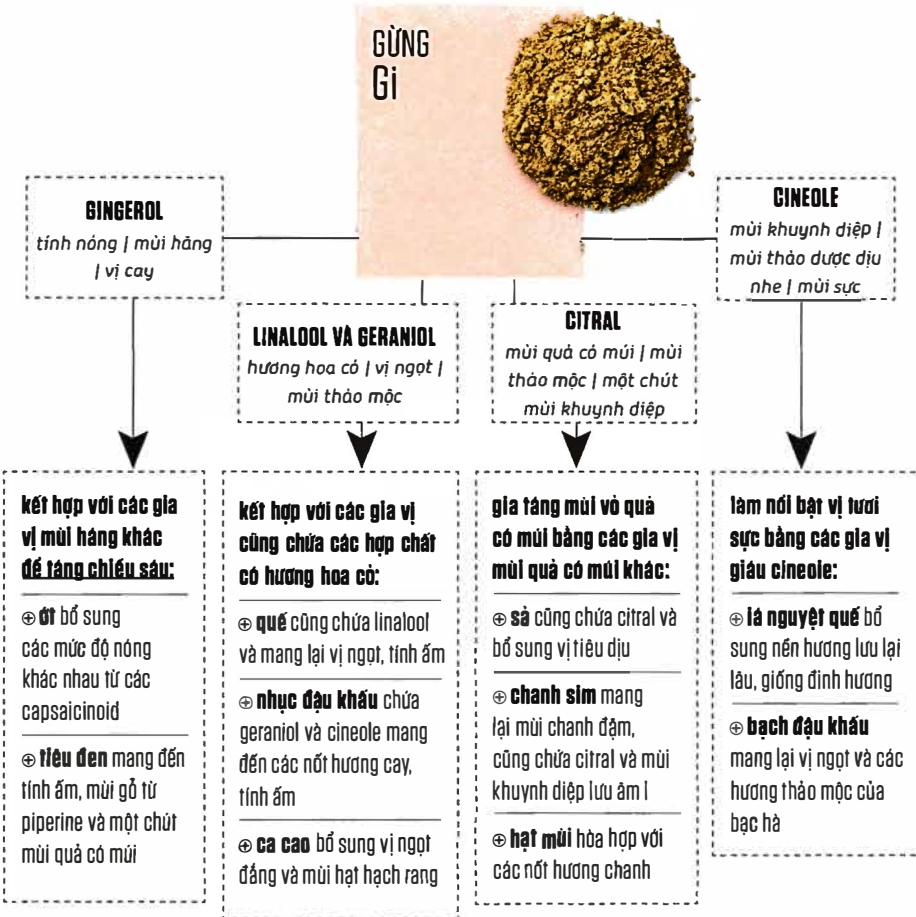 GỪNG
Gi
GINGEROL
tính nóng | mùi hăng
| vị cay
CINEOLE
mùi khuynh diệp |
mùi thảo dược dịu
nhe | mùi sực
LINALOOL VÀ GERANIOL
hương hoa cỏ | vị ngọt |
mùi thảo mộc
CITRAL
mùi quả có múi | mùi
thảo mộc | một chút
mùi khuynh diệp
kết hợp với các gia
vị mùi hăng khác
để tăng chiều sâu:
⊕ ớt bổ sung
các mức độ nóng
khác nhau từ các
capsaicinoid
⊕ tiêu đen mang đến
tính ấm, mùi gỗ từ
piperine và một chút
mùi quả có múi
kết hợp với các gia vị
cũng chứa các hợp chất
có hương hoa cỏ:
⊕ quế cũng chứa linalool
và mang lại vị ngọt, tính ấm
⊕ nhục đậu khấu chứa
geraniol và cineole mang
đến các nốt hương cay,
tính ấm
⊕ ca cao bổ sung vị ngọt
đắng và mùi hạt hạch rang
gia tăng mùi vỏ quả
có múi bằng các gia vị
mùi quả có múi khác:
⊕ sả cũng chứa citral và
bổ sung vị tiêu dịu
⊕ chanh sim mang
lại mùi chanh đậm,
cũng chứa citral và mùi
khuynh diệp lưu âm ỉ
⊕ hạt mùi hòa hợp với
các nốt hương chanh
làm nổi bật vị tươi
sực bằng các gia vị
giàu cineole:
⊕ lá nguyệt quế bổ
sung nền hương lưu lại
lâu, giống đinh hương
⊕ bạch đậu khấu
mang lại vị ngọt và các
hương thảo mộc của
bạc hà